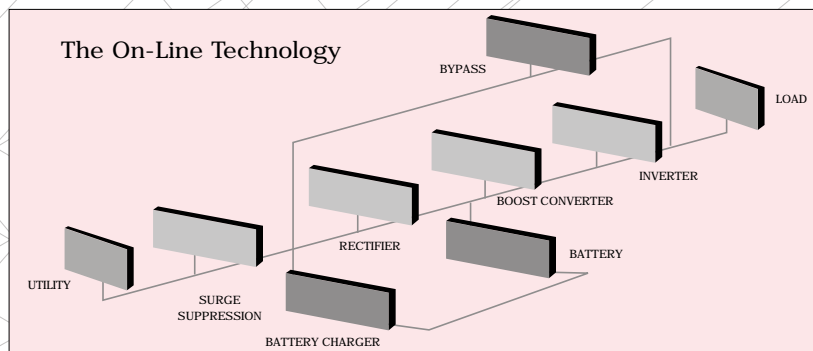 The On-Line Technology
BYPASS
LOAD
INVERTER
BOOST CONVERTER
RECTIFIER
BATTERY
UTILITY
SURGE
SUPPRESSION
BATTERY CHARGER